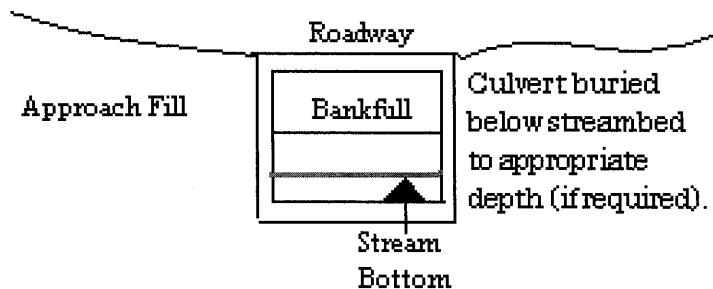 Roadway
Approach Fill
Bankfull
Culvert buried
below streambed
to appropriate
depth (if required).
Stream
Bottom